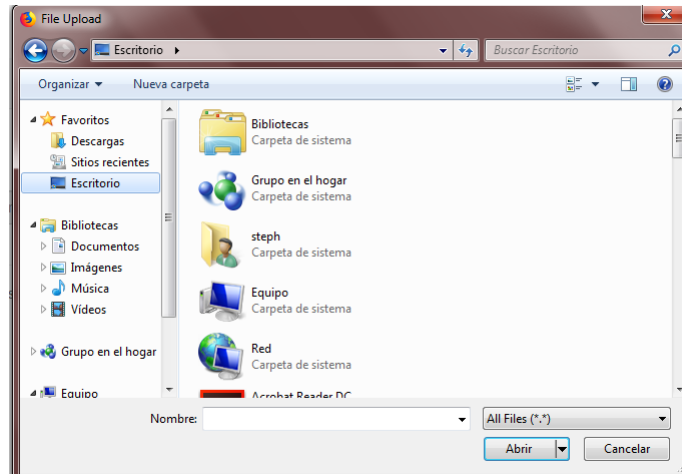 File Upload
Escritorio
Buscar Escritorio
Organizar
Nueva carpeta
Favoritos
Descargas
Sitios recientes
Escritorio
Bibliotecas
Documentos
Imágenes
Música
Vídeos
Grupo en el hogar
Equipo
Bibliotecas
Carpeta de sistema
Grupo en el hogar
Carpeta de sistema
steph
Carpeta de sistema
Equipo
Carpeta de sistema
Red
Carpeta de sistema
Acrobat Reader DC
Nombre:
All Files (*.*)
Abrir
Cancelar